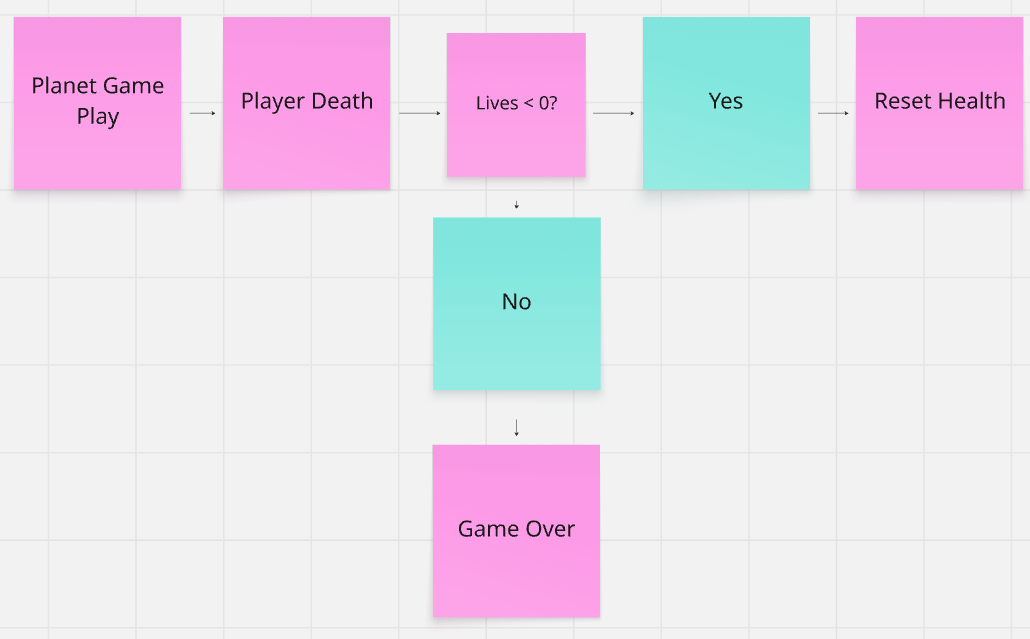 Planet Game
Play
Player Death
Lives < 0?
Yes
Reset Health
No
Game Over